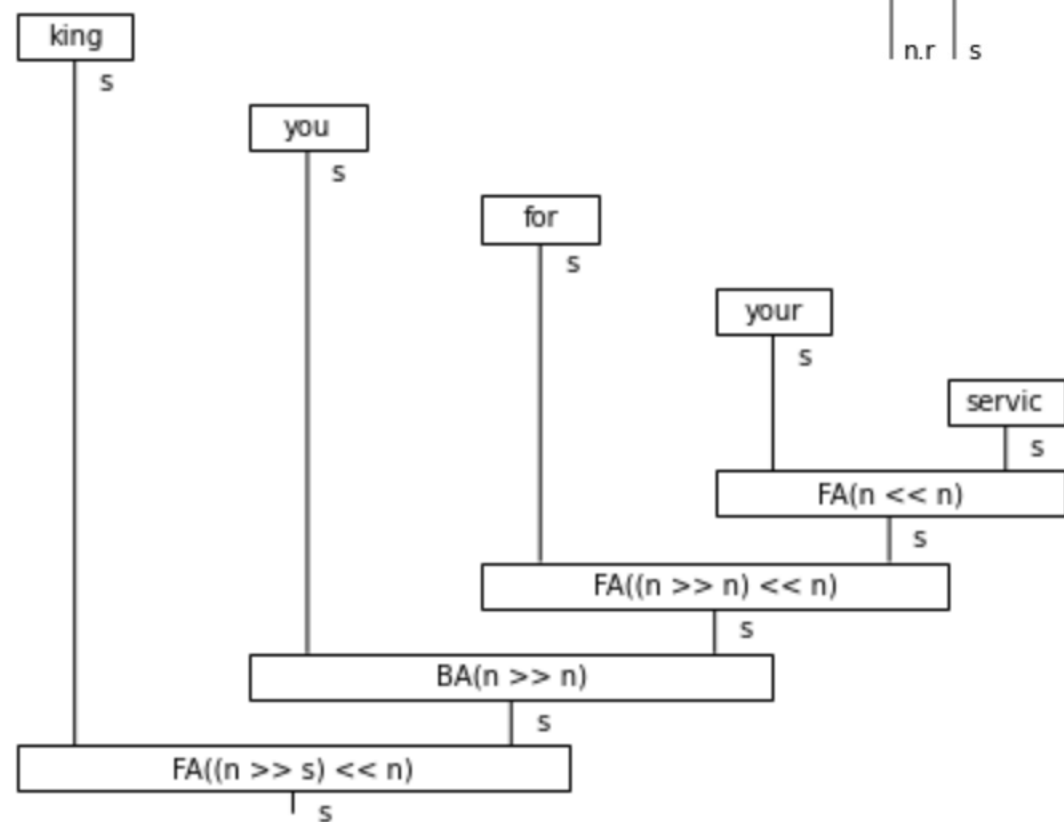 king
n.r s
s
you
s
for
s
your
s
servic
s
FA(n << n)
s
FA((n >> n) << n)
s
BA(n >> n)
s
FA((n >> s) << n)
s